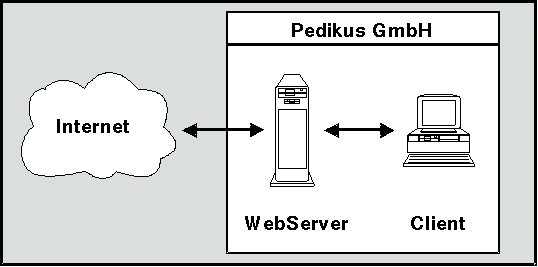 Pedikus GmbH
Internet
WebServer
Client